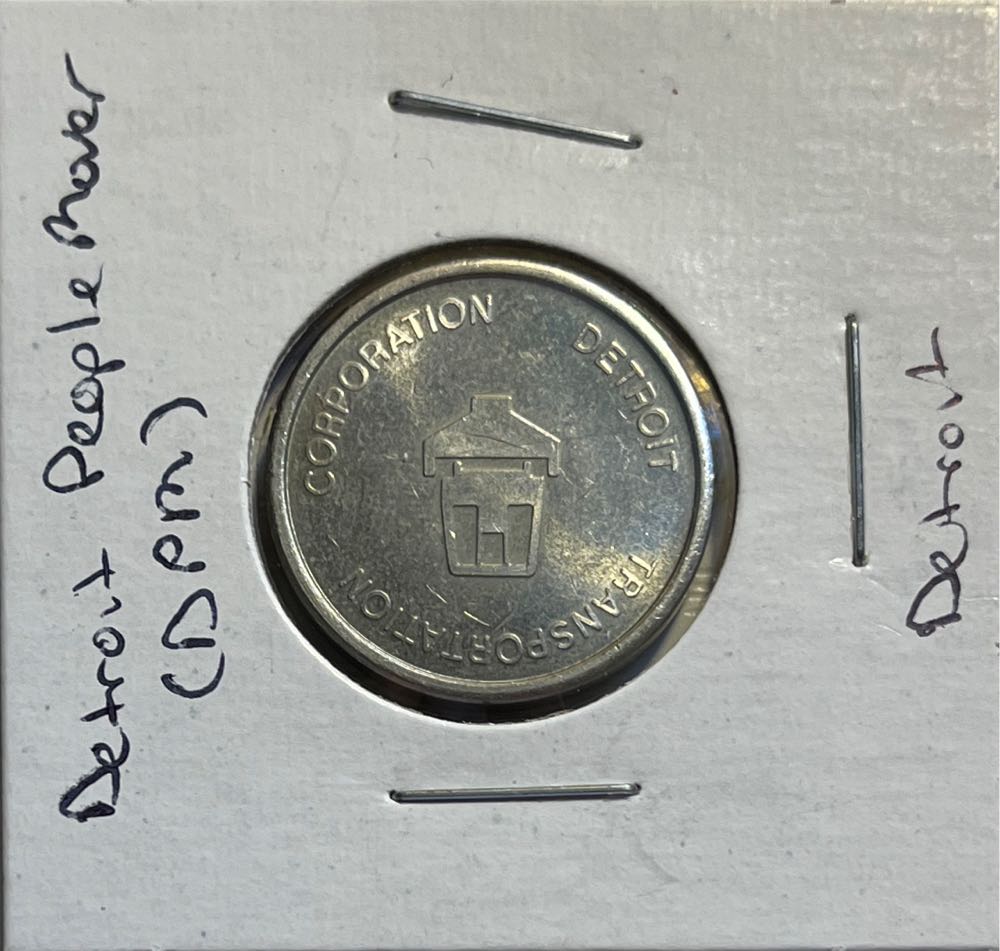 Detroit People Mover
(DPM)
DETROIT TRANSPORTATION CORPORATION
Detroit